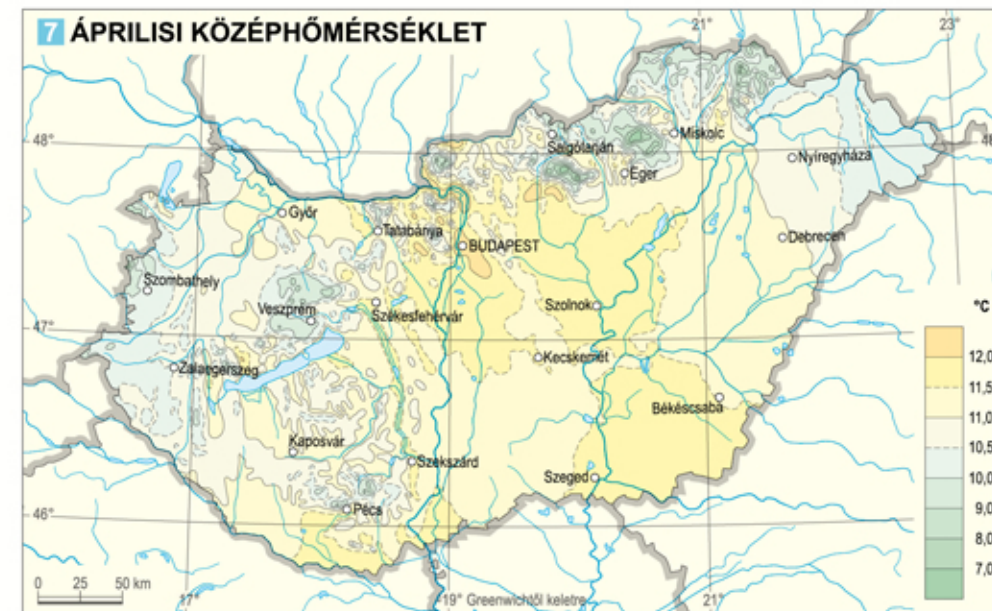 7 ÁPRILISI KÖZÉPHŐMÉRSÉKLET
21°
23°
48°
Salgótarján
Miskolc
Nyíregyháza
Eger
Győr
Tatabánya
BUDAPEST
Debrecen
Szombathely
Veszprém
Székesfehérvár
Szolnok
°C
47°
12,0
Zalaegerszeg
Kecskemét
11,5
Békéscsaba
11,0
Kaposvár
10,5
Szekszárd
Szeged
10,0
9,0
46°
Pécs
8,0
7,0
0 25 50 km
17°
19° Greenwichtől keletre
21°